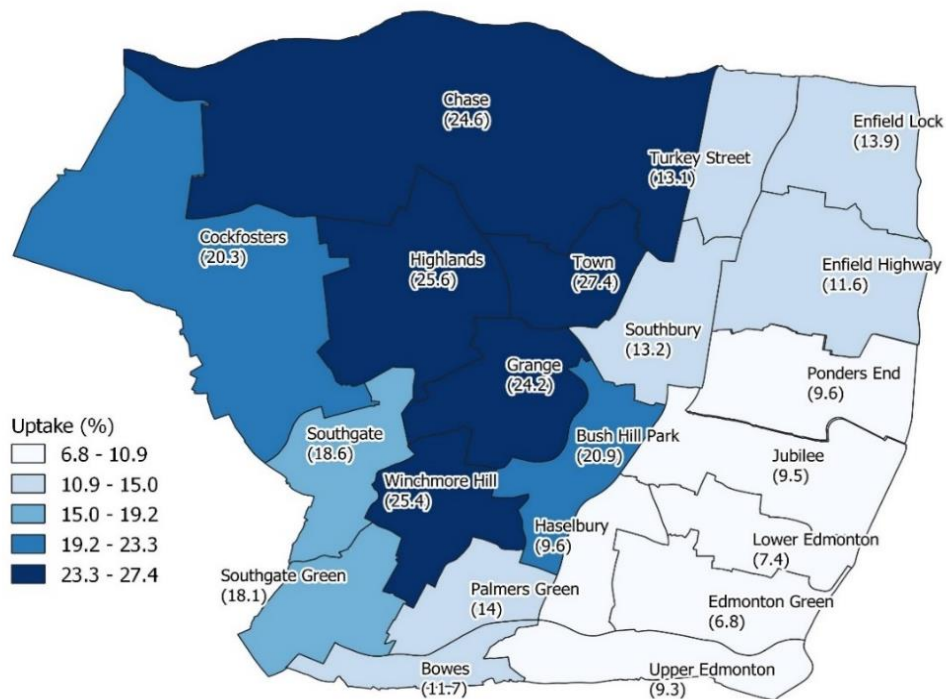 Chase
(24.6)
Enfield Lock
(13.9)
Turkey Street
(13.1)
Cockfosters
(20.3)
Highlands
(25.6)
Town
(27.4)
Enfield Highway
(11.6)
Southbury
(13.2)
Grange
(24.2)
Ponders End
(9.6)
Uptake (%)
6.8 - 10.9
10.9 - 15.0
15.0 - 19.2
19.2 - 23.3
23.3 - 27.4
Southgate
(18.6)
Bush Hill Park
(20.9)
Jubilee
(9.5)
Winchmore Hill
(25.4)
Haselbury
(9.6)
Lower Edmonton
(7.4)
Southgate Green
(18.1)
Palmers Green
(14)
Edmonton Green
(6.8)
Bowes
(11.7)
Upper Edmonton
(9.3)